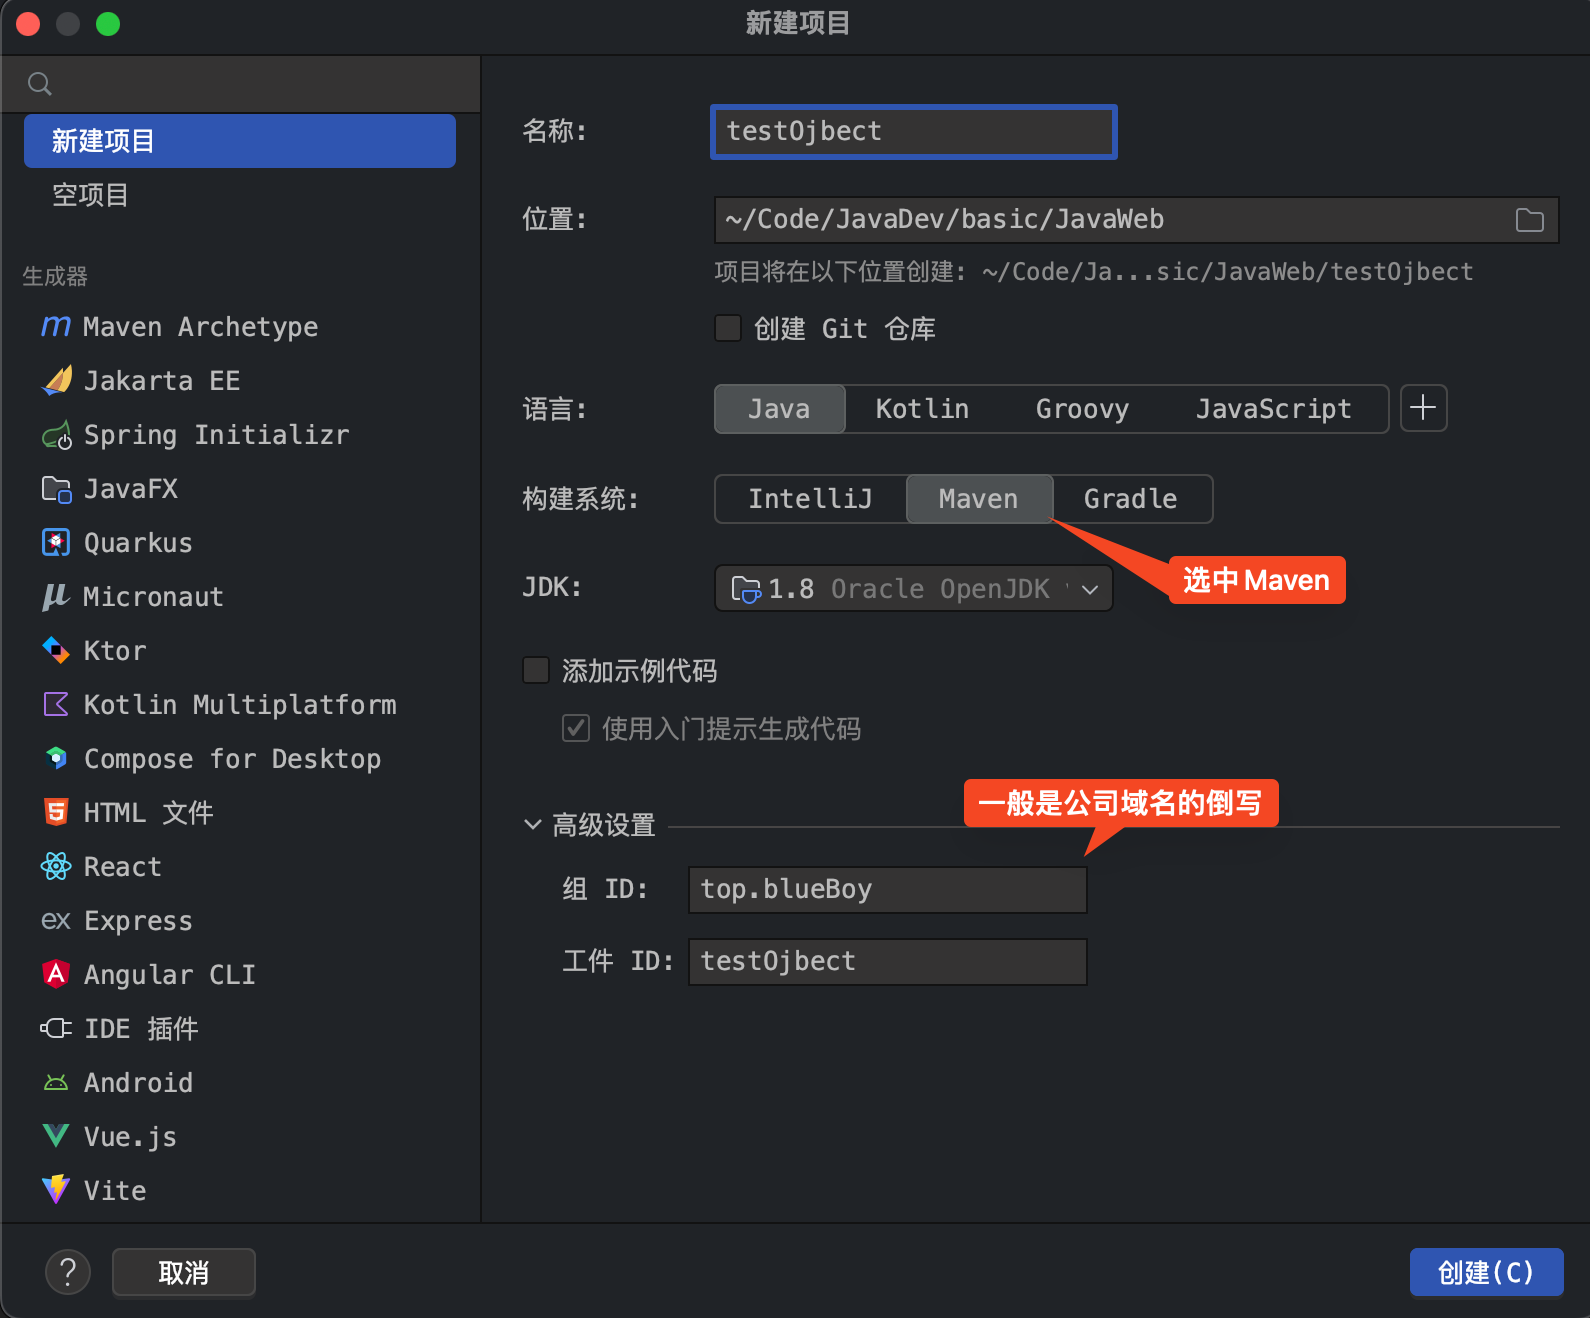 新建项目
新建项目
空项目
生成器
Maven Archetype
Jakarta EE
Spring Initializr
JavaFX
Quarkus
Micronaut
Ktor
Kotlin Multiplatform
Compose for Desktop
HTML 文件
React
Express
Angular CLI
IDE 插件
Android
Vue.js
Vite
名称: testOjbect
位置: ~/Code/JavaDev/basic/JavaWeb
项目将在以下位置创建: ~/Code/Ja...sic/JavaWeb/testOjbect
创建 Git 仓库
语言: Java Kotlin Groovy JavaScript
构建系统: IntelliJ Maven Gradle
选中Maven
JDK: 1.8 Oracle OpenJDK
添加示例代码
使用入门提示生成代码
一般是公司域名的倒写
高级设置
组 ID: top.blueBoy
工件 ID: testOjbect
? 取消 创建(C)